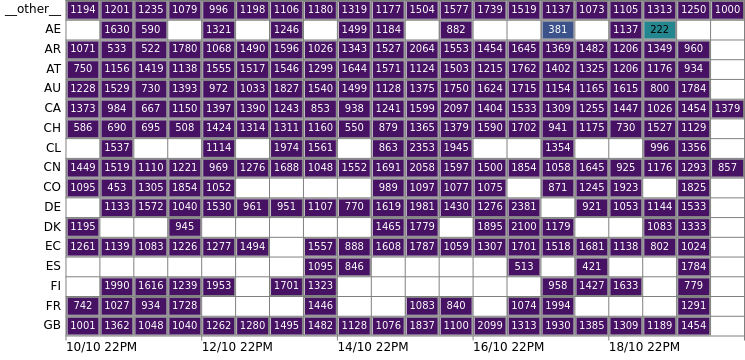 __other__ 1194 1201 1235 1079 996 1198 1106 1180 1319 1177 1504 1577 1739 1519 1137 1073 1105 1313 1250 1000
AE 1630 590 1321 1246 1499 1184 882 381 1137 222
AR 1071 533 522 1780 1068 1490 1596 1026 1343 1527 2064 1553 1454 1645 1369 1482 1206 1349 960
AT 750 1156 1419 1138 1555 1517 1546 1299 1644 1571 1124 1503 1215 1762 1402 1325 1206 1176 934
AU 1228 1529 730 1393 972 1033 1827 1540 1499 1128 1375 1750 1624 1715 1154 1165 1615 800 1784
CA 1373 984 667 1150 1397 1390 1243 853 938 1241 1599 2097 1404 1533 1309 1255 1447 1026 1454 1379
CH 586 690 695 508 1424 1314 1311 1160 550 879 1365 1379 1590 1702 941 1175 730 1527 1129
CL 1537 1114 1974 1561 863 2353 1945 1354 996 1356
CN 1449 1519 1110 1221 969 1276 1688 1048 1552 1691 2058 1597 1500 1854 1058 1645 925 1176 1293 857
CO 1095 453 1305 1854 1052 989 1097 1077 1075 871 1245 1923 1825
DE 1133 1572 1040 1530 961 951 1107 770 1619 1981 1430 1276 2381 921 1053 1144 1533
DK 1195 945 1465 1779 1895 2100 1179 1083 1333
EC 1261 1139 1083 1226 1277 1494 1557 888 1608 1787 1059 1307 1701 1518 1681 1138 802 1024
ES 1095 846 513 421 1784
FI 1990 1616 1239 1953 1701 1323 958 1427 1633 779
FR 742 1027 934 1728 1446 1083 840 1074 1994 1291
GB 1001 1362 1048 1040 1262 1280 1495 1482 1128 1076 1837 1100 2099 1313 1930 1385 1309 1189 1454
10/10 22PM 12/10 22PM 14/10 22PM 16/10 22PM 18/10 22PM